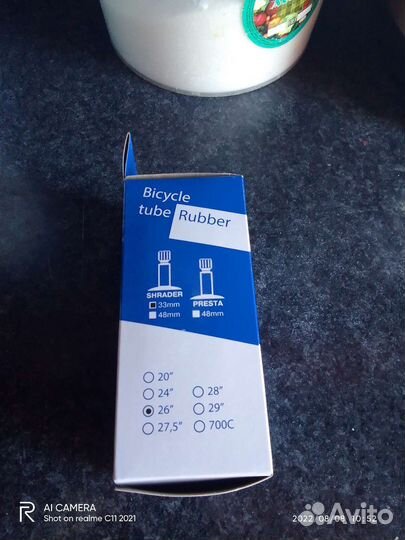 Bicycle
tube Rubber
SHRADER PRESTA
33mm
48mm 48mm
20"
24" 28"
26" 29"
27,5" 700C
AI CAMERA
Shot on realme C11 2021
2022/08/08 10:52
Avito